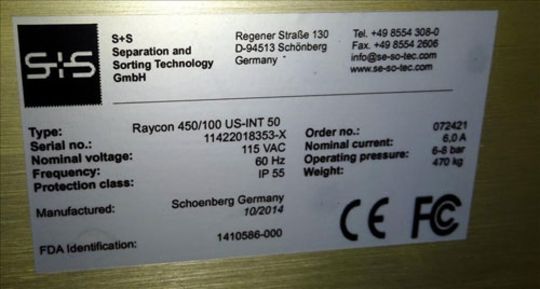 S+S
S+S
Separation and
Sorting Technology
GmbH
Regener Straße 130
D-94513 Schönberg
Germany
Tel. +49 8554 308-0
Fax. +49 8554 2606
info@se-so-tec.com
www.se-so-tec.com
Type: Raycon 450/100 US-INT 50
Serial no.: 11422018353-X
Nominal voltage: 115 VAC
Frequency: 60 Hz
Protection class: IP 55
Order no.: 072421
Nominal current: 6,0 A
Operating pressure: 6-8 bar
Weight: 470 kg
Manufactured: Schoenberg Germany
10/2014
FDA Identification: 1410586-000
CE FC